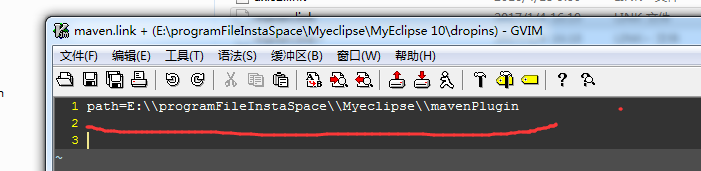 maven.link + (E:\programFileInstaSpace\Myeclipse\MyEclipse 10\dropins) - GVIM
文件(F) 编辑(E) 工具(T) 语法(S) 缓冲区(B) 窗口(W) 帮助(H)
1 path=E:\\programFileInstaSpace\\Myeclipse\\mavenPlugin
2
3
~